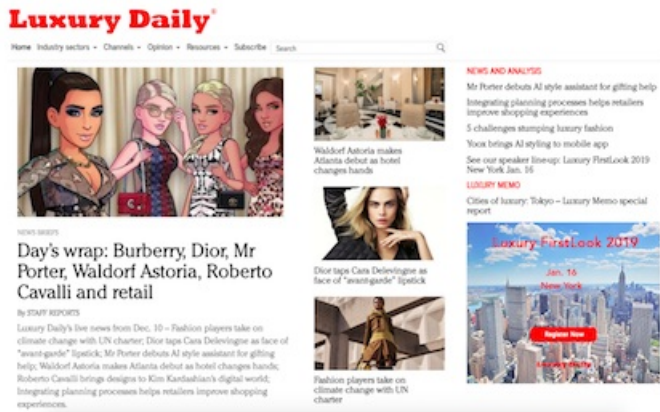 Luxury Daily®
Home Industry sectors Channels Opinion Resources Subscribe Search
NEWS BRIEFS
Day's wrap: Burberry, Dior, Mr
Porter, Waldorf Astoria, Roberto
Cavalli and retail
By STAFF REPORTS
Luxury Daily's live news from Dec. 10 – Fashion players take on
climate change with UN charter; Dior taps Cara Delevingne as face of
"avant-garde" lipstick; Mr Porter debuts AI style assistant for gifting
help; Waldorf Astoria makes Atlanta debut as hotel changes hands;
Roberto Cavalli brings designs to Kim Kardashian's digital world;
Integrating planning processes helps retailers improve shopping
experiences.
Waldorf Astoria makes
Atlanta debut as hotel
changes hands
Dior taps Cara Delevingne as
face of "avant-garde" lipstick
Fashion players take on
climate change with UN
charter
NEWS AND ANALYSIS
Mr Porter debuts AI style assistant for gifting help
Integrating planning processes helps retailers
improve shopping experiences
5 challenges stumping luxury fashion
Yoox brings AI styling to mobile app
See our speaker line-up: Luxury FirstLook 2019
New York Jan. 16
LUXURY MEMO
Cities of luxury: Tokyo – Luxury Memo special
report
Luxury FirstLook 2019
Jan. 16
New York
Register Now
Luxury Daily